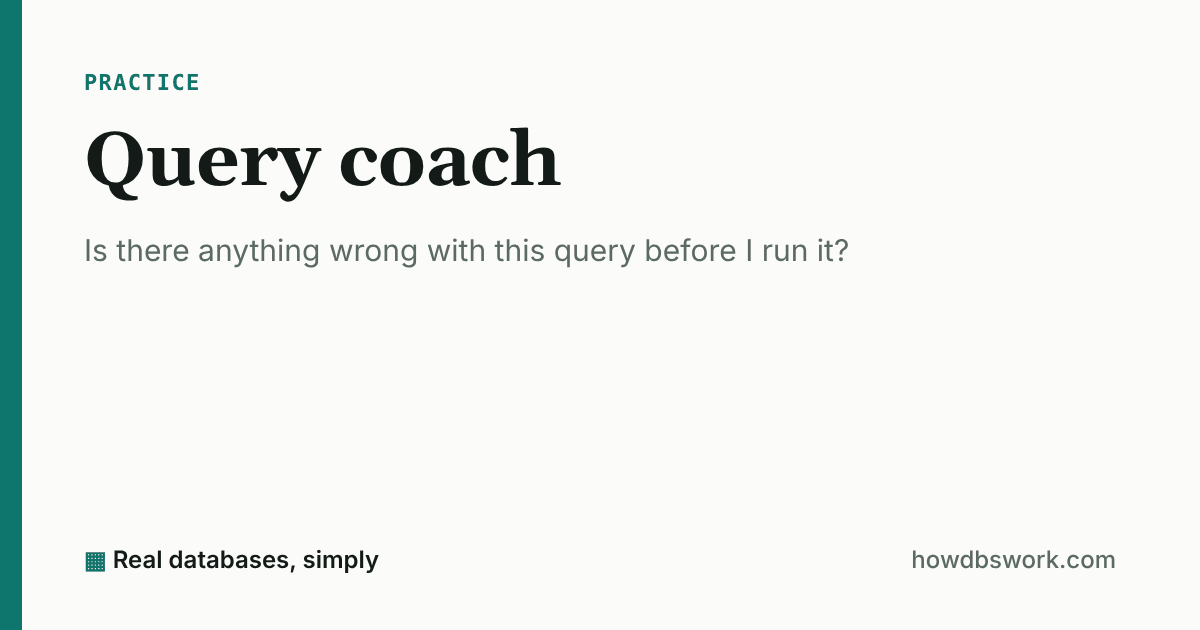 PRACTICE
Query coach
Is there anything wrong with this query before I run it?
Real databases, simply
howdbswork.com